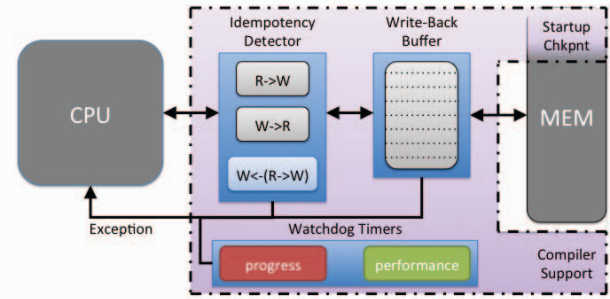 Idempotency
Detector
Write-Back
Buffer
Startup
Chkpnt
CPU
R->W
W->R
W<-(R->W)
MEM
Exception
Watchdog Timers
progress
performance
Compiler
Support